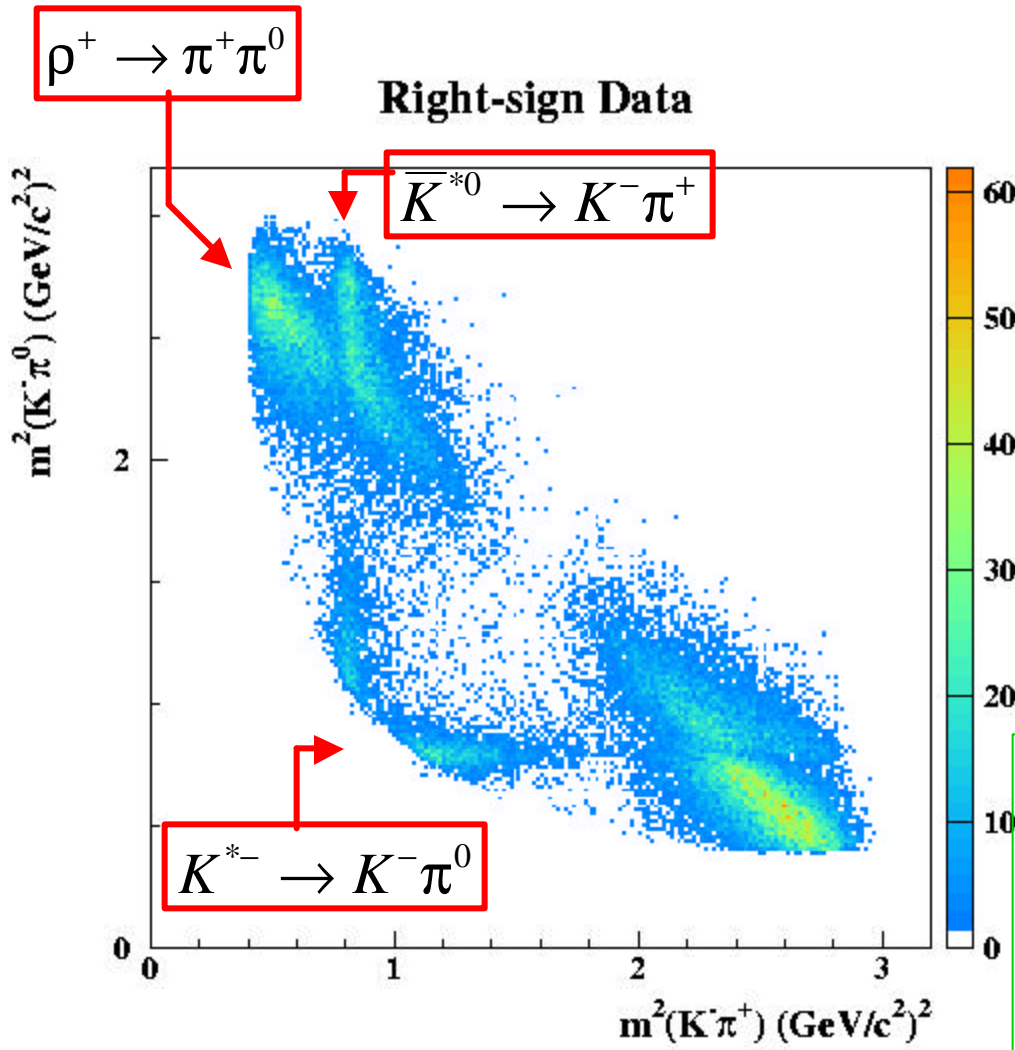 ρ⁺ → π⁺π⁰
Right-sign Data
K̅*⁰ → K⁻π⁺
m²(K⁻π⁰) (GeV/c²)²
2
0
K*⁻ → K⁻π⁰
0 1 2 3
m²(K⁻π⁺) (GeV/c²)²
60
50
40
30
20
10
0